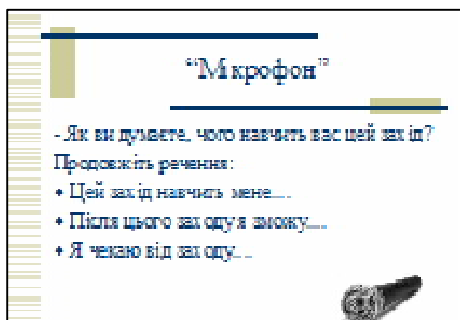 “Мікрофон”
- Як ви думаєте, чого навчить вас цей захід?
Продовжіть речення:
• Цей захід навчить мене....
• Після цього заходу я зможу....
• Я чекаю від заходу....